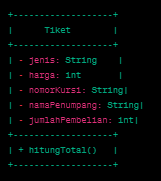 +--------------------+
|      Tiket         |
+--------------------+
| - jenis: String    |
| - harga: int       |
| - nomorKursi: String|
| - namaPenumpang: String|
| - jumlahPembelian: int|
+--------------------+
| + hitungTotal()    |
+--------------------+